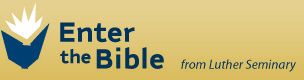 Enter
the Bible
from Luther Seminary